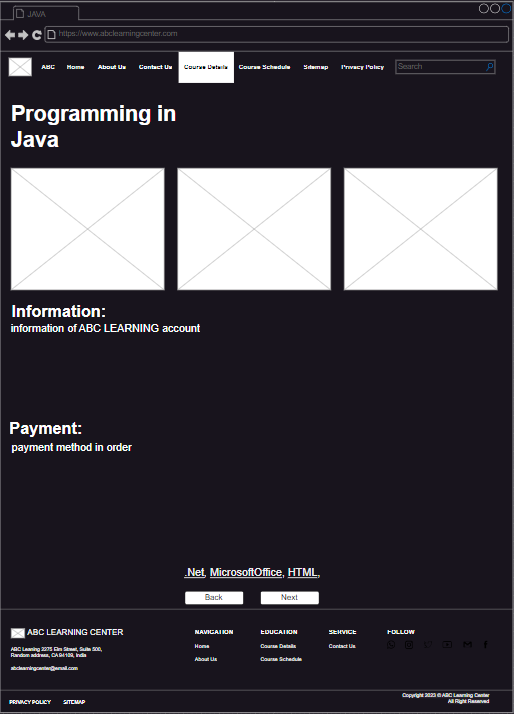 JAVA
https://www.abclearningcenter.com
ABC Home About Us Contact Us Course Details Course Schedule Sitemap Privacy Policy Search
Programming in
Java
Information:
information of ABC LEARNING account
Payment:
payment method in order
.Net, MicrosoftOffice, HTML,
Back Next
ABC LEARNING CENTER NAVIGATION EDUCATION SERVICE FOLLOW
ABC Leaning 2275 Elm Street, Suite 500, Home Course Details Contact Us
Random address, CA 94109, India
About Us Course Schedule
abclearningcenter@email.com
PRIVACY POLICY SITEMAP
Copyright 2023 © ABC Learning Center
All Right Reserved